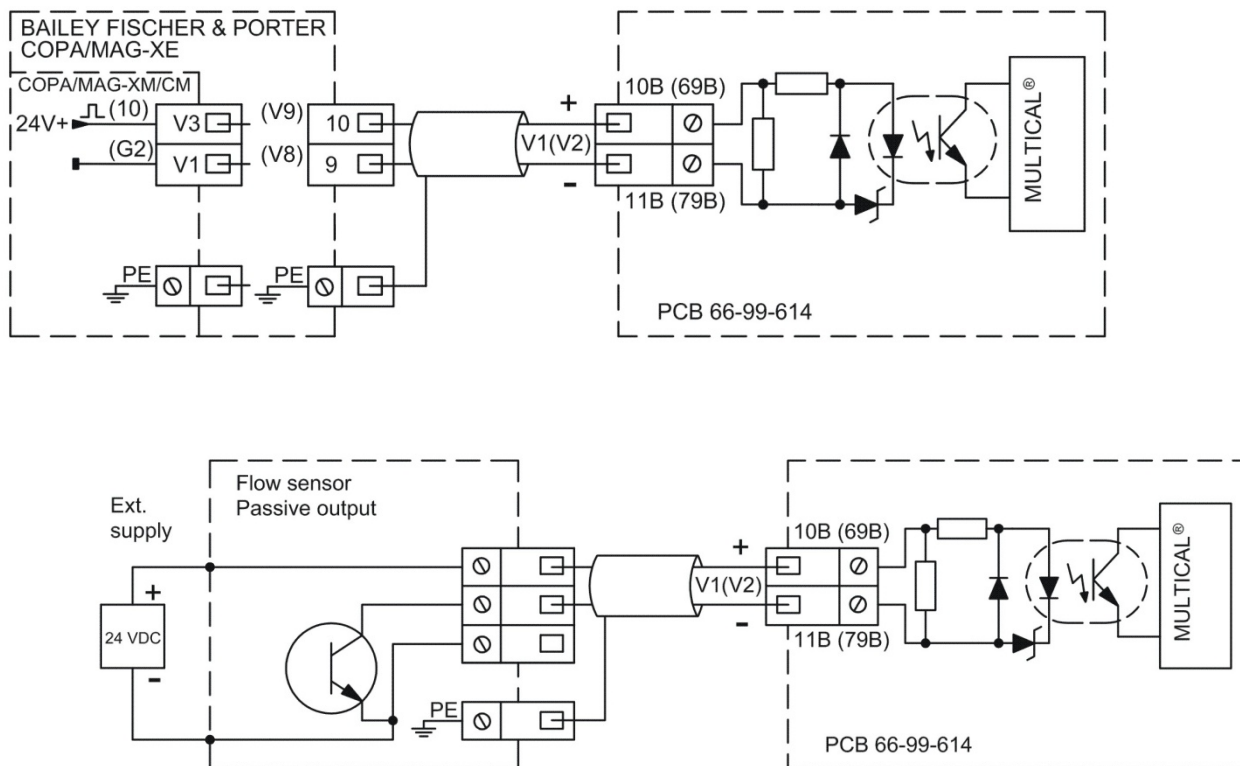 BAILEY FISCHER & PORTER
COPA/MAG-XE
COPA/MAG-XM/CM
24V+
(10)
V3
(V9)
10
(G2)
V1
(V8)
9
PE
PE
+
V1(V2)
-
10B (69B)
11B (79B)
MULTICAL®
PCB 66-99-614
Ext.
supply
Flow sensor
Passive output
+
24 VDC
-
PE
+
V1(V2)
-
10B (69B)
11B (79B)
MULTICAL®
PCB 66-99-614